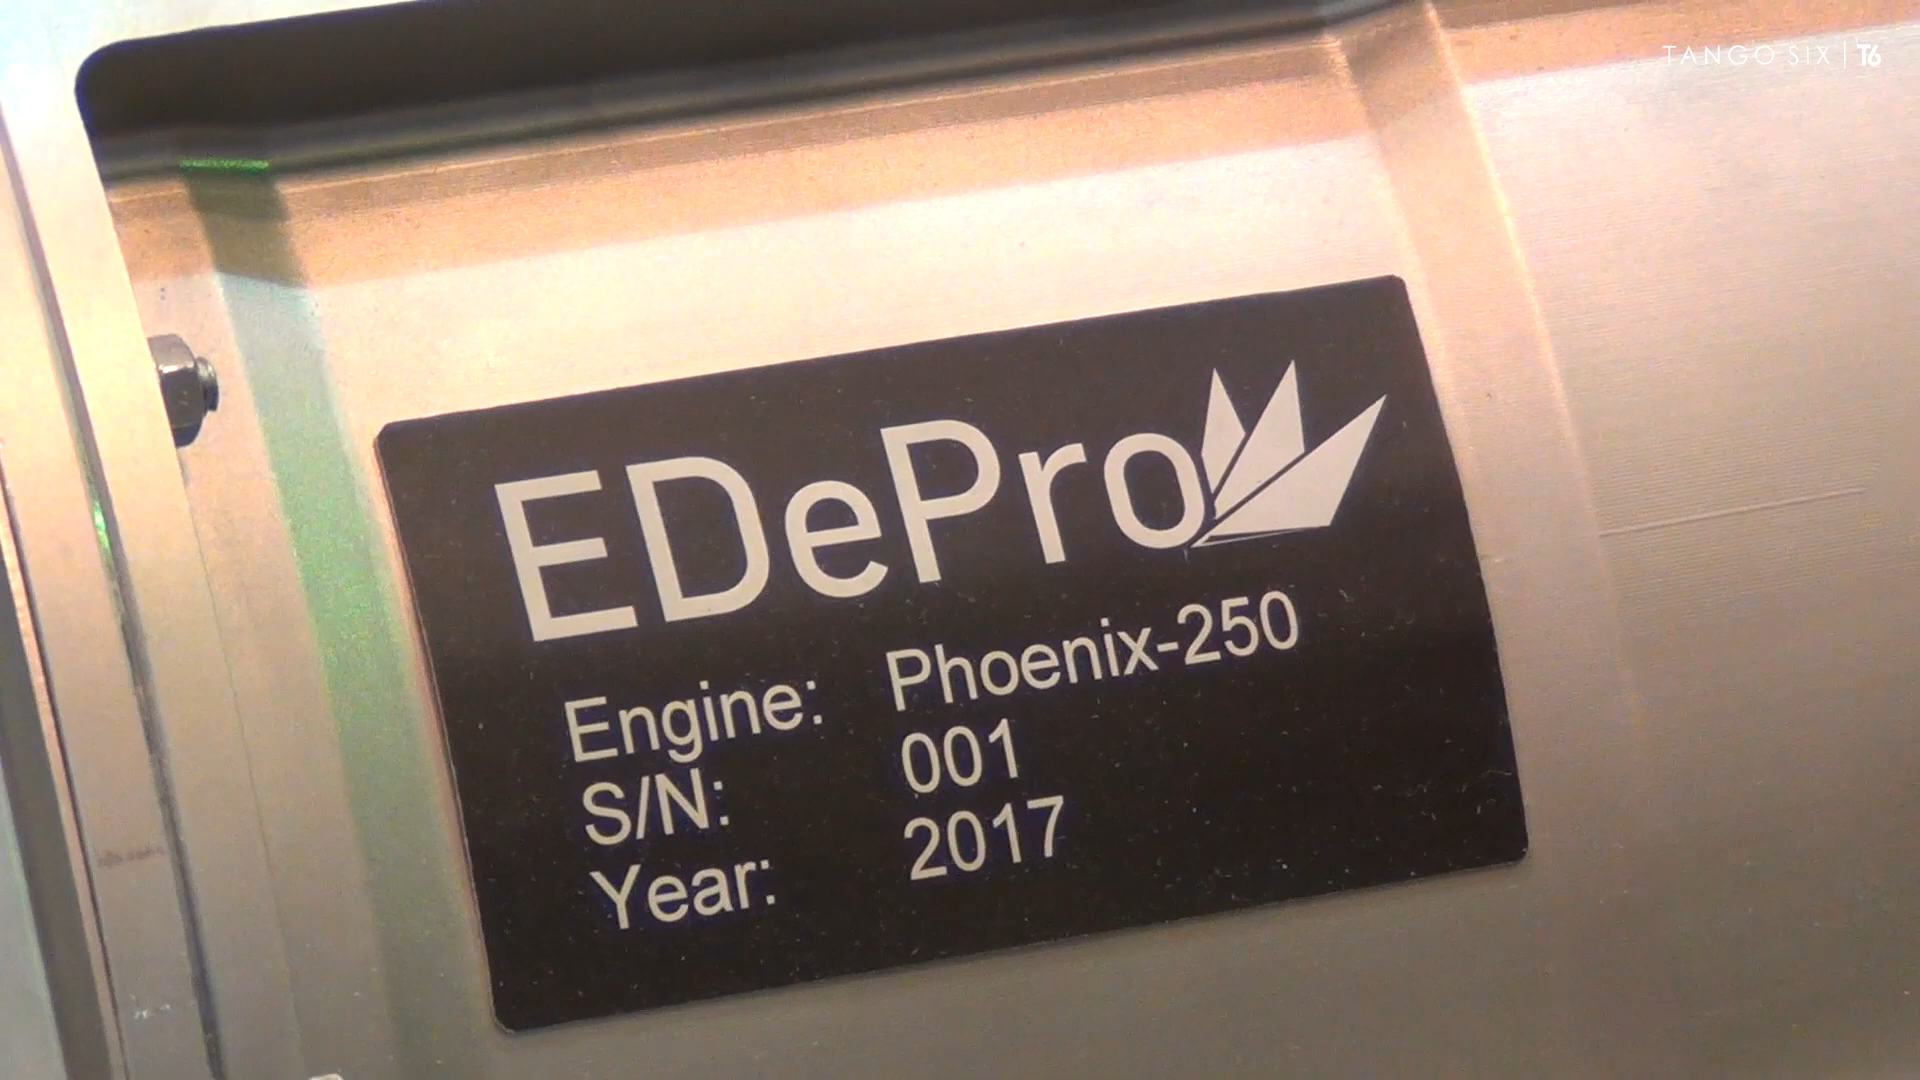 TANGO SIX | T6
EDePro
Engine: Phoenix-250
S/N: 001
Year: 2017